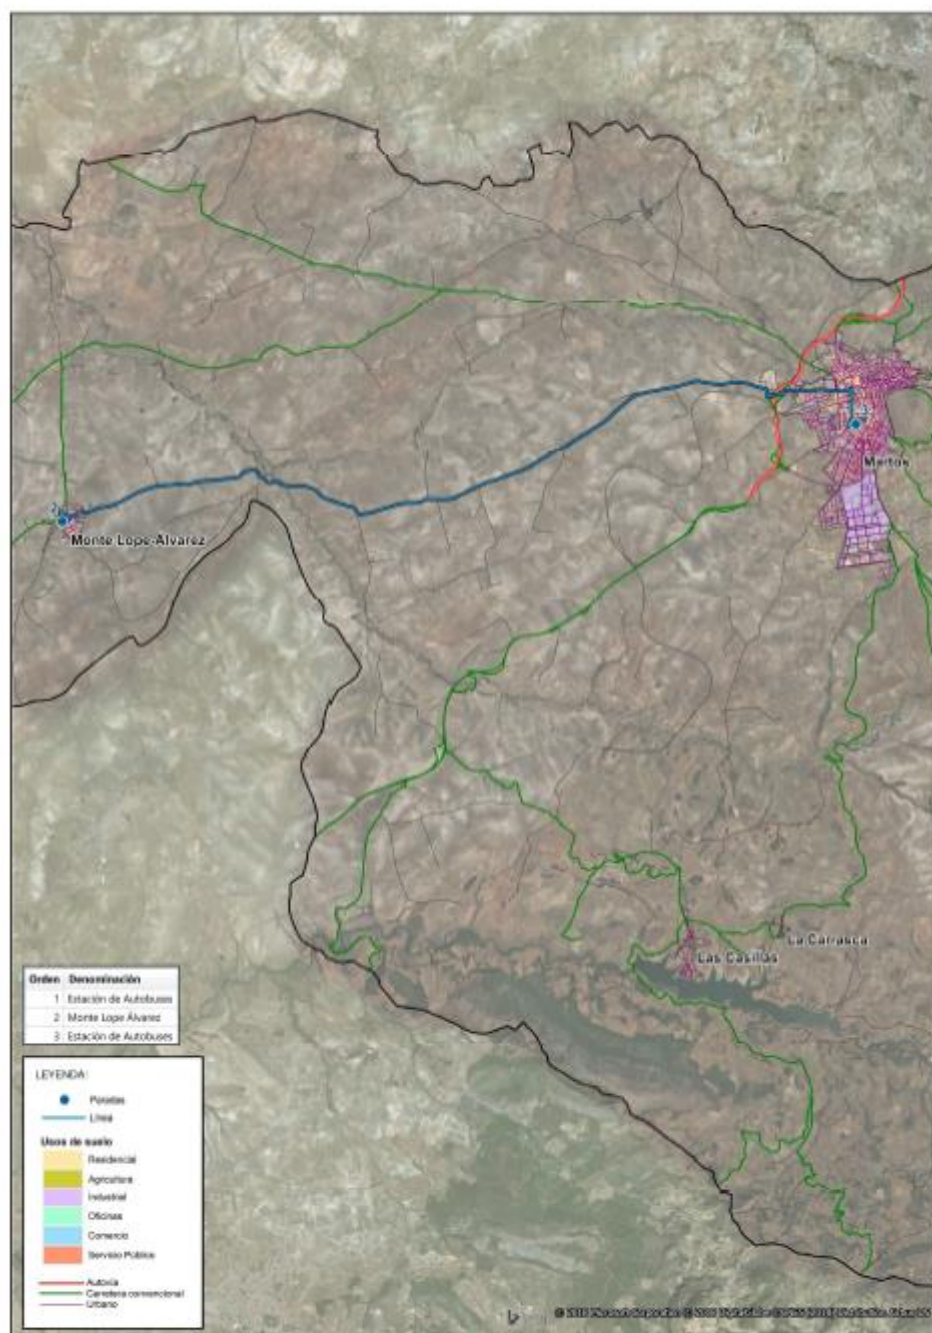 Martos
Monte Lope-Alvarez
La Carrasca
Las Casillas
Orden Denominación
1 Estación de Autobuses
2 Monte Lope Álvarez
3 Estación de Autobuses
LEYENDA:
Paradas
Línea
Usos de suelo
Residencial
Agricultura
Industrial
Oficinas
Comercio
Servicio Público
Autovía
Carretera convencional
Urbano